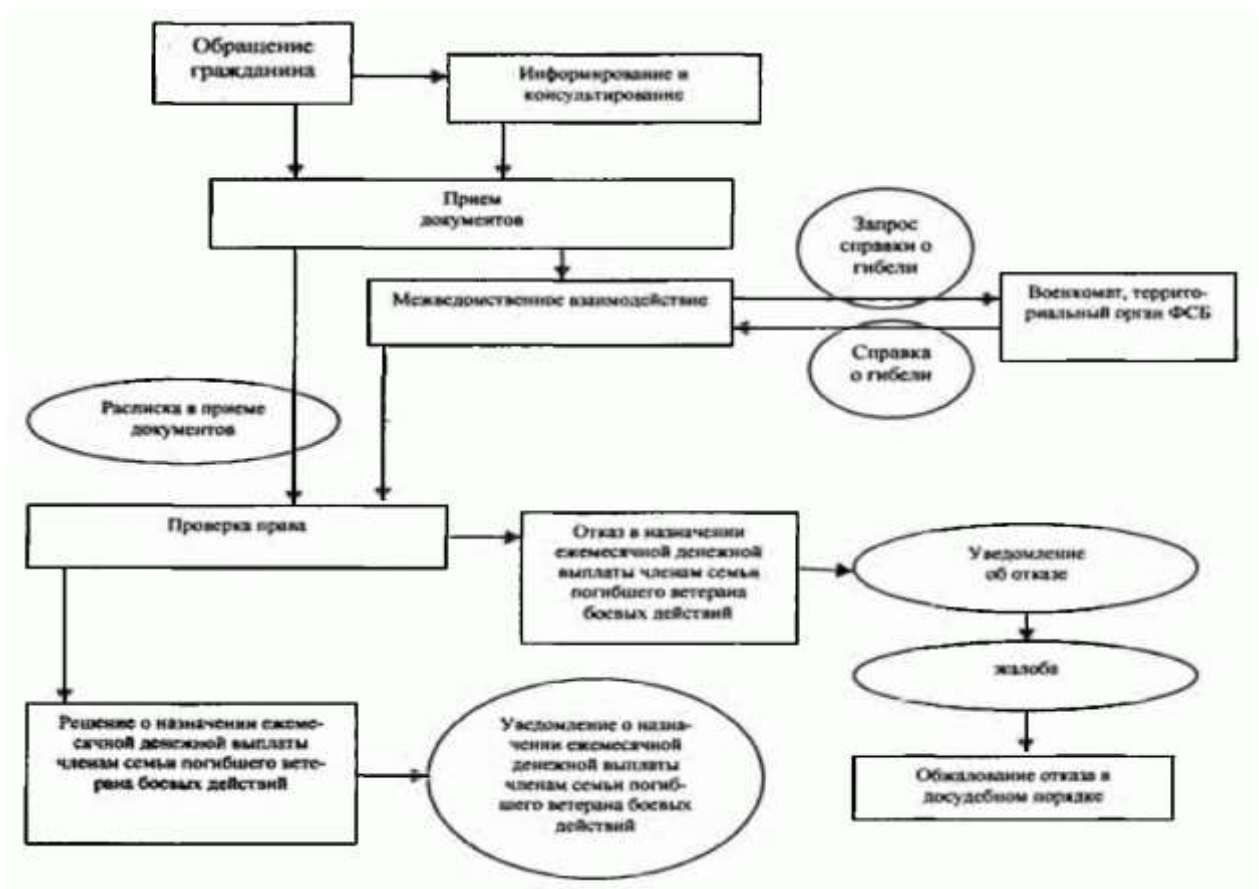 Обращение
гражданина
Информирование и
консультирование
Прием
документов
Запрос
справки о
гибели
Межведомственное взаимодействие
Военкомат, террито-
риальный орган ФСБ
Справка
о гибели
Расписка в приеме
документов
Проверка права
Отказ в назначении
ежемесячной денежной
выплаты членам семьи
погибшего ветерана
боевых действий
Уведомление
об отказе
жалоба
Решение о назначении ежеме-
сячной денежной выплаты
членам семьи погибшего вете-
рана боевых действий
Уведомление о назна-
чении ежемесячной
денежной выплаты
членам семьи погиб-
шего ветерана боевых
действий
Обжалование отказа в
досудебном порядке